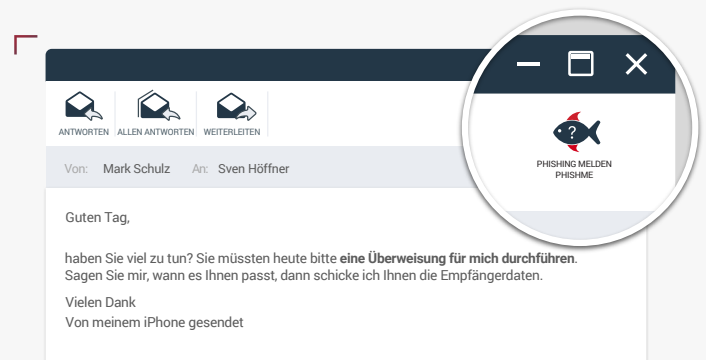 ANTWORTEN ALLEN ANTWORTEN WEITERLEITEN
?
PHISHING MELDEN
PHISHME
Von: Mark Schulz An: Sven Höffner
Guten Tag,
haben Sie viel zu tun? Sie müssten heute bitte eine Überweisung für mich durchführen.
Sagen Sie mir, wann es Ihnen passt, dann schicke ich Ihnen die Empfängerdaten.
Vielen Dank
Von meinem iPhone gesendet